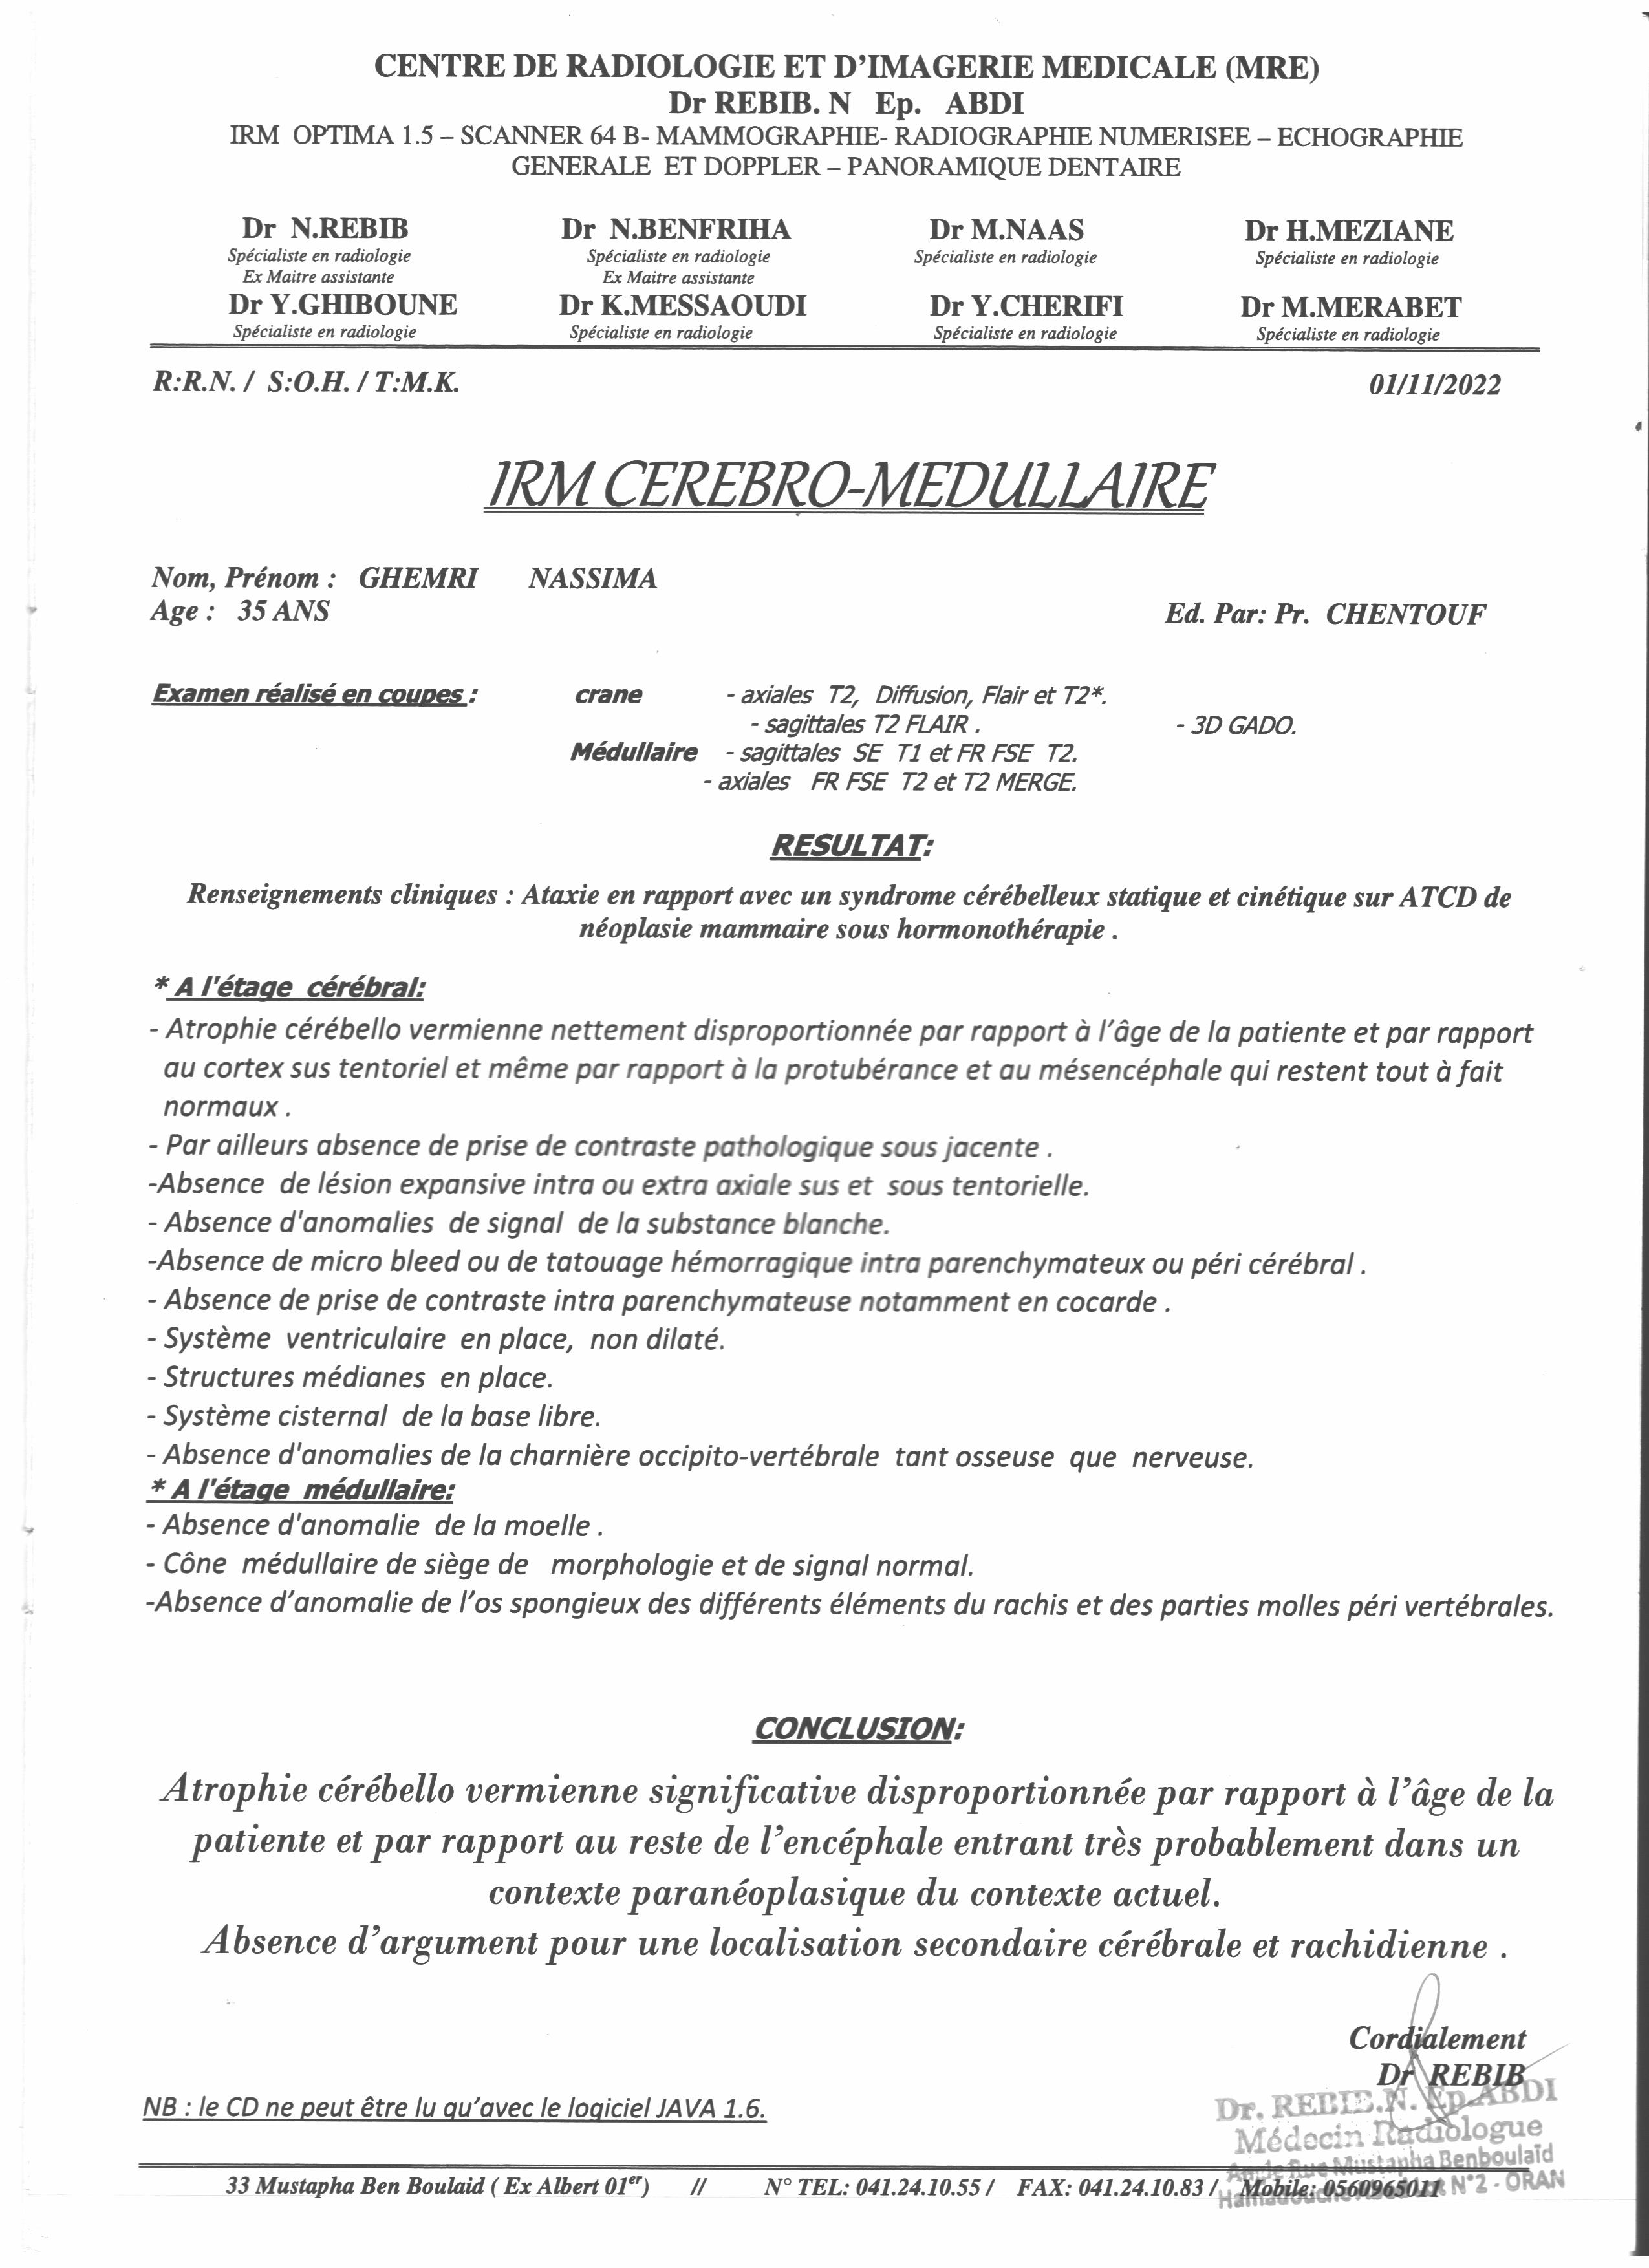 CENTRE DE RADIOLOGIE ET D'IMAGERIE MEDICALE (MRE)
Dr REBIB. N Ep. ABDI
IRM OPTIMA 1.5 – SCANNER 64 B- MAMMOGRAPHIE- RADIOGRAPHIE NUMERISEE – ECHOGRAPHIE
GENERALE ET DOPPLER – PANORAMIQUE DENTAIRE
Dr N.REBIB Dr N.BENFRIHA Dr M.NAAS Dr H.MEZIANE
Spécialiste en radiologie Spécialiste en radiologie Spécialiste en radiologie Spécialiste en radiologie
Ex Maitre assistante Ex Maitre assistante
Dr Y.GHIBOUNE Dr K.MESSAOUDI Dr Y.CHERIFI Dr M.MERABET
Spécialiste en radiologie Spécialiste en radiologie Spécialiste en radiologie Spécialiste en radiologie
R:R.N. / S:O.H. / T:M.K. 01/11/2022
IRM CEREBRO-MEDULLAIRE
Nom, Prénom : GHEMRI NASSIMA
Age : 35 ANS Ed. Par: Pr. CHENTOUF
Examen réalisé en coupes : crane - axiales T2, Diffusion, Flair et T2*.
- sagittales T2 FLAIR . - 3D GADO.
Médullaire - sagittales SE T1 et FR FSE T2.
- axiales FR FSE T2 et T2 MERGE.
RESULTAT:
Renseignements cliniques : Ataxie en rapport avec un syndrome cérébelleux statique et cinétique sur ATCD de
néoplasie mammaire sous hormonothérapie .
* A l'étage cérébral:
- Atrophie cérébello vermienne nettement disproportionnée par rapport à l'âge de la patiente et par rapport
au cortex sus tentoriel et même par rapport à la protubérance et au mésencéphale qui restent tout à fait
normaux .
- Par ailleurs absence de prise de contraste pathologique sous jacente .
-Absence de lésion expansive intra ou extra axiale sus et sous tentorielle.
- Absence d'anomalies de signal de la substance blanche.
-Absence de micro bleed ou de tatouage hémorragique intra parenchymateux ou péri cérébral .
- Absence de prise de contraste intra parenchymateuse notamment en cocarde .
- Système ventriculaire en place, non dilaté.
- Structures médianes en place.
- Système cisternal de la base libre.
- Absence d'anomalies de la charnière occipito-vertébrale tant osseuse que nerveuse.
* A l'étage médullaire:
- Absence d'anomalie de la moelle .
- Cône médullaire de siège de morphologie et de signal normal.
-Absence d'anomalie de l'os spongieux des différents éléments du rachis et des parties molles péri vertébrales.
CONCLUSION:
Atrophie cérébello vermienne significative disproportionnée par rapport à l'âge de la
patiente et par rapport au reste de l'encéphale entrant très probablement dans un
contexte paranéoplasique du contexte actuel.
Absence d'argument pour une localisation secondaire cérébrale et rachidienne .
Cordialement
Dr REBIB
NB : le CD ne peut être lu qu'avec le logiciel JAVA 1.6.
Dr. REBIB.N. Ep.ABDI
Médecin Radiologue
Angle Rue Mustapha Benboulaïd
N°2 - ORAN
33 Mustapha Ben Boulaid ( Ex Albert 01er) // N° TEL: 041.24.10.55 / FAX: 041.24.10.83 / Mobile: 0560965011